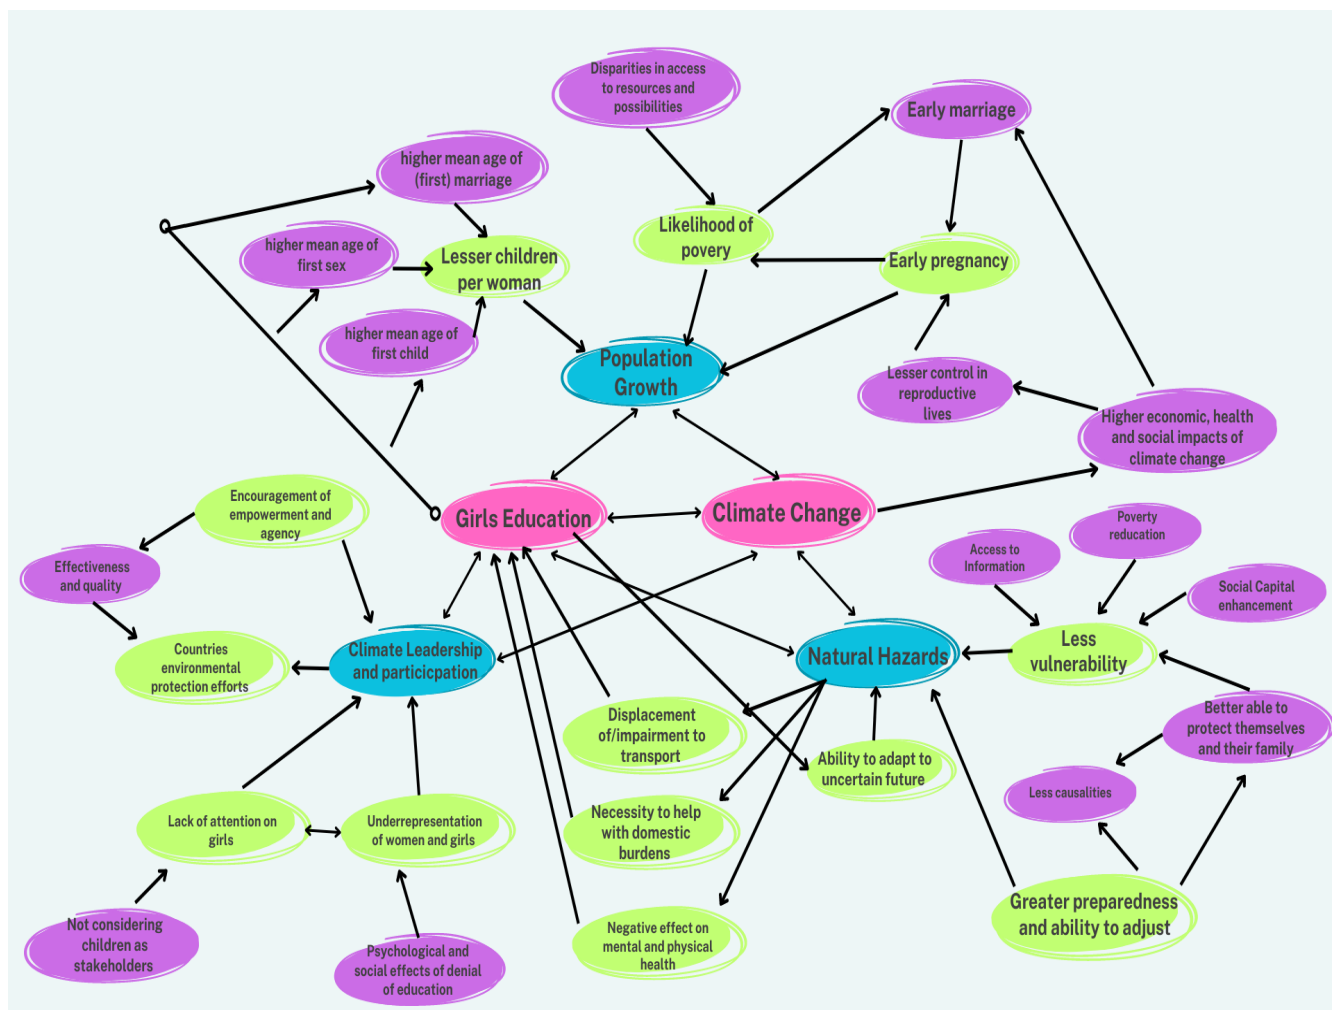 Disparities in access
to resources and
possibilities
Early marriage
higher mean age of
(first) marriage
Likelihood of
povery
higher mean age of
first sex
Lesser children
per woman
Early pregnancy
higher mean age of
first child
Population
Growth
Lesser control in
reproductive
lives
Higher economic, health
and social impacts of
climate change
Encouragement of
empowerment and
agency
Girls Education
Climate Change
Poverty
reducation
Access to
Information
Effectiveness
and quality
Social Capital
enhancement
Countries
environmental
protection efforts
Climate Leadership
and particicpation
Natural Hazards
Less
vulnerability
Displacement
of/impairment to
transport
Better able to
protect themselves
and their family
Ability to adapt to
uncertain future
Less causalities
Lack of attention on
girls
Underrepresentation
of women and girls
Necessity to help
with domestic
burdens
Greater preparedness
and ability to adjust
Not considering
children as
stakeholders
Psychological and
social effects of denial
of education
Negative effect on
mental and physical
health